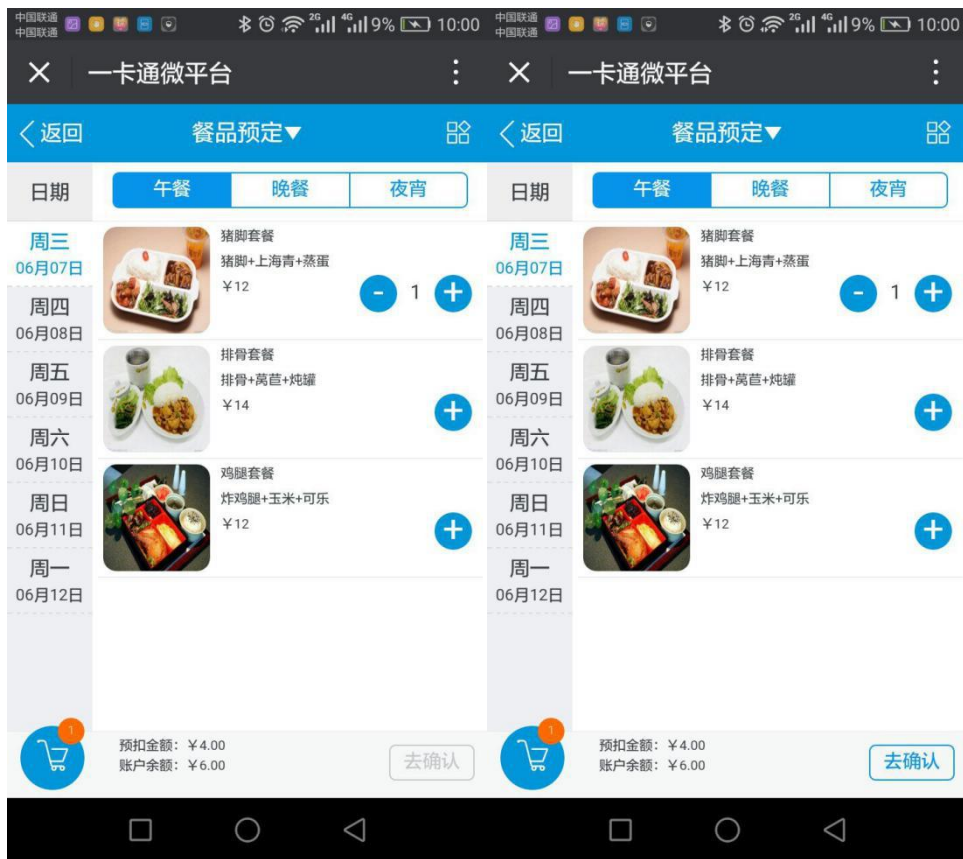 中国联通
中国联通
2G 4G 9% 10:00
一卡通微平台
返回
餐品预定▼
日期
午餐
晚餐
夜宵
周三
06月07日
周四
06月08日
周五
06月09日
周六
06月10日
周日
06月11日
周一
06月12日
猪脚套餐
猪脚+上海青+蒸蛋
￥12
- 1 +
排骨套餐
排骨+莴苣+炖罐
￥14
+
鸡腿套餐
炸鸡腿+玉米+可乐
￥12
+
1
预扣金额：￥4.00
账户余额：￥6.00
去确认
中国联通
中国联通
2G 4G 9% 10:00
一卡通微平台
返回
餐品预定▼
日期
午餐
晚餐
夜宵
周三
06月07日
周四
06月08日
周五
06月09日
周六
06月10日
周日
06月11日
周一
06月12日
猪脚套餐
猪脚+上海青+蒸蛋
￥12
- 1 +
排骨套餐
排骨+莴苣+炖罐
￥14
+
鸡腿套餐
炸鸡腿+玉米+可乐
￥12
+
1
预扣金额：￥4.00
账户余额：￥6.00
去确认